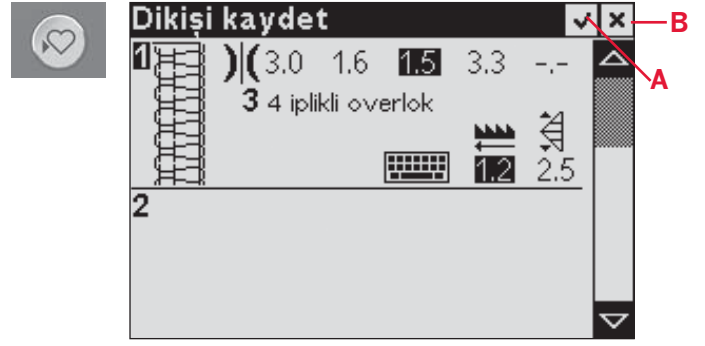 Dikişi kaydet
B
A
1 3.0 1.6 1.5 3.3 -.-
3 4 iplikli overlok
1.2 2.5
2